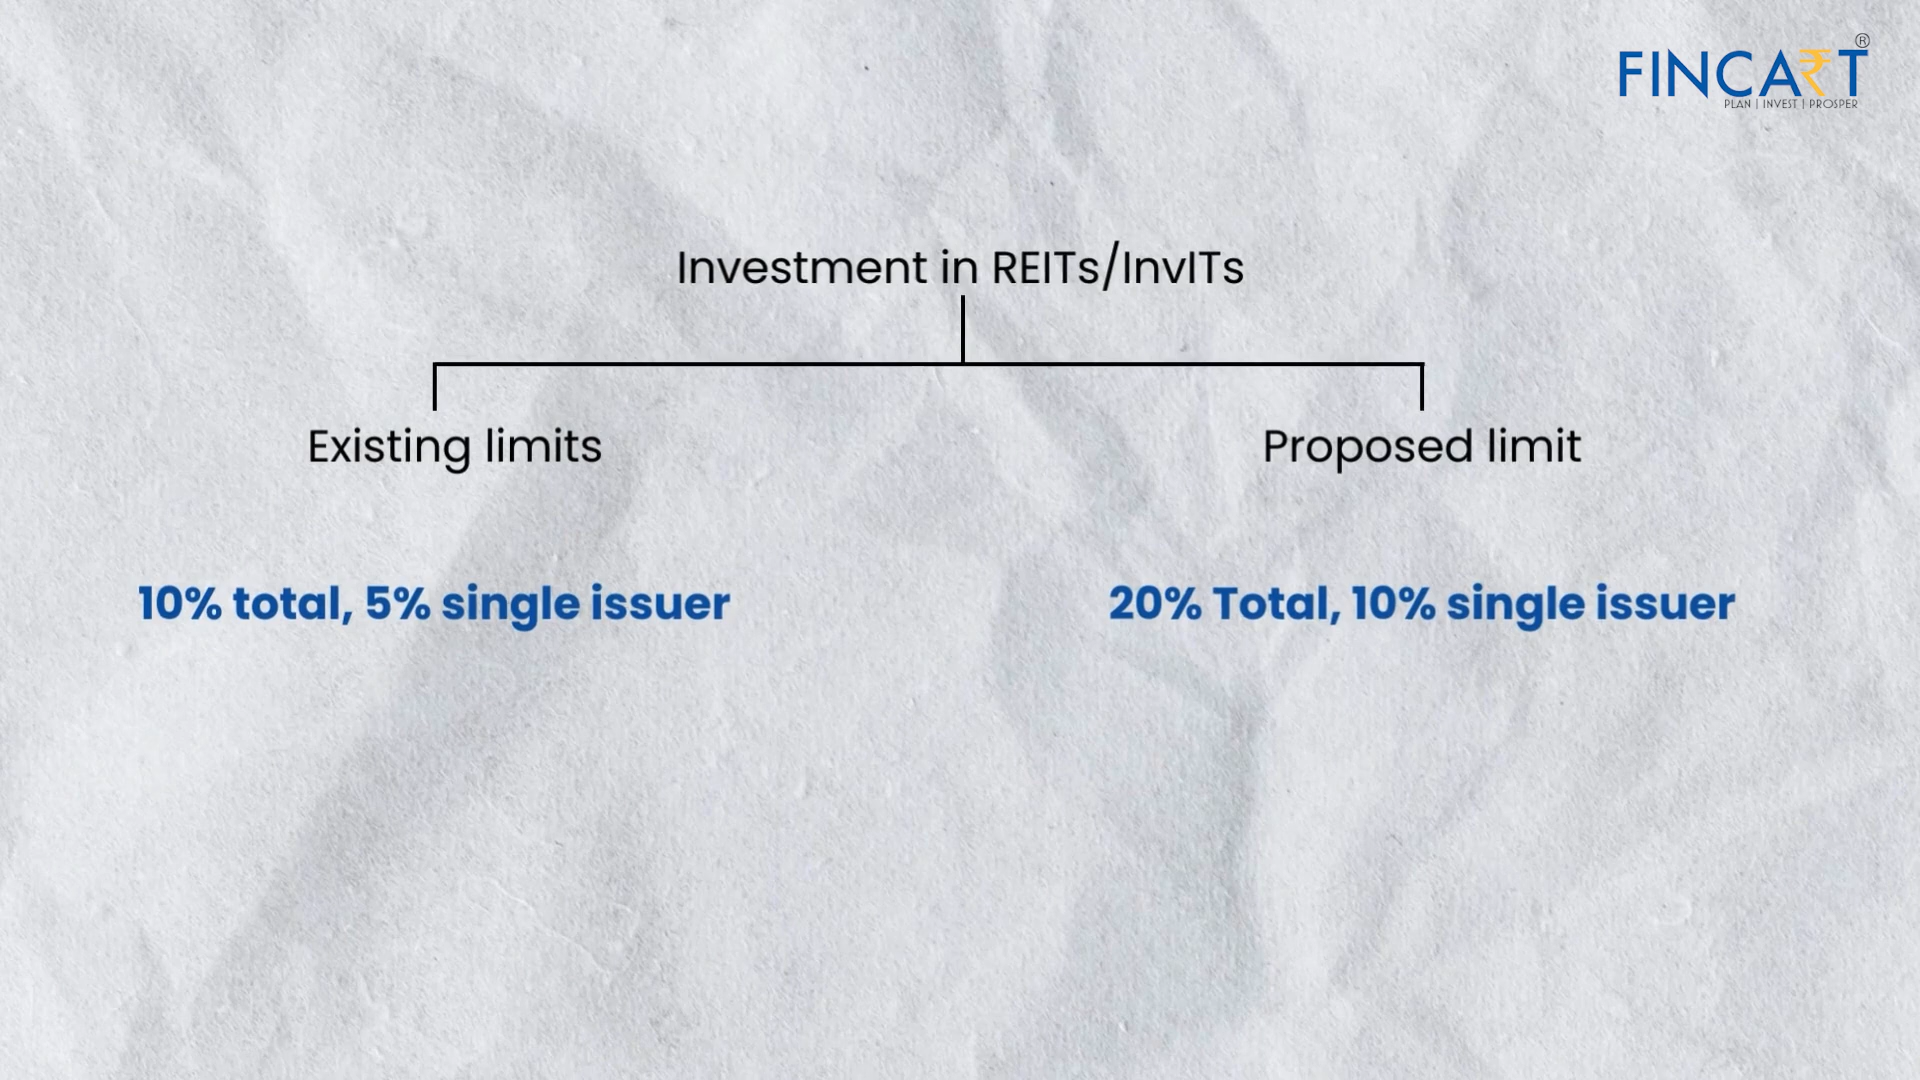 FINCART®
PLAN | INVEST | PROSPER
Investment in REITs/InvITs
Existing limits
Proposed limit
10% total, 5% single issuer
20% Total, 10% single issuer